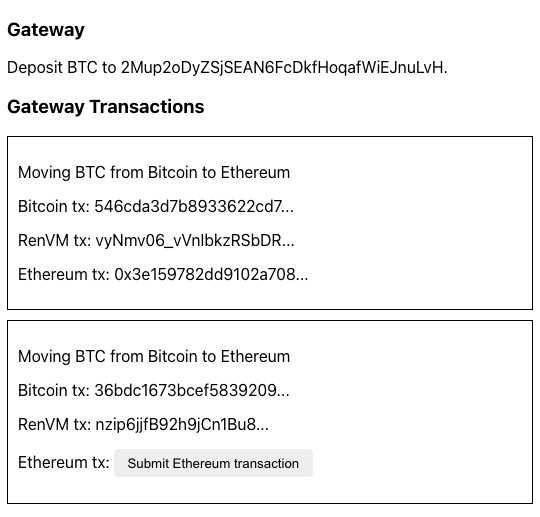 Gateway
Deposit BTC to 2Mup2oDyZSjSEAN6FcDkfHoqafWiEJnuLvH.
Gateway Transactions
Moving BTC from Bitcoin to Ethereum
Bitcoin tx: 546cda3d7b8933622cd7...
RenVM tx: vyNmv06_vVnlbkzRSbDR...
Ethereum tx: 0x3e159782dd9102a708...
Moving BTC from Bitcoin to Ethereum
Bitcoin tx: 36bdc1673bcef5839209...
RenVM tx: nzip6jjfB92h9jCn1Bu8...
Ethereum tx: Submit Ethereum transaction